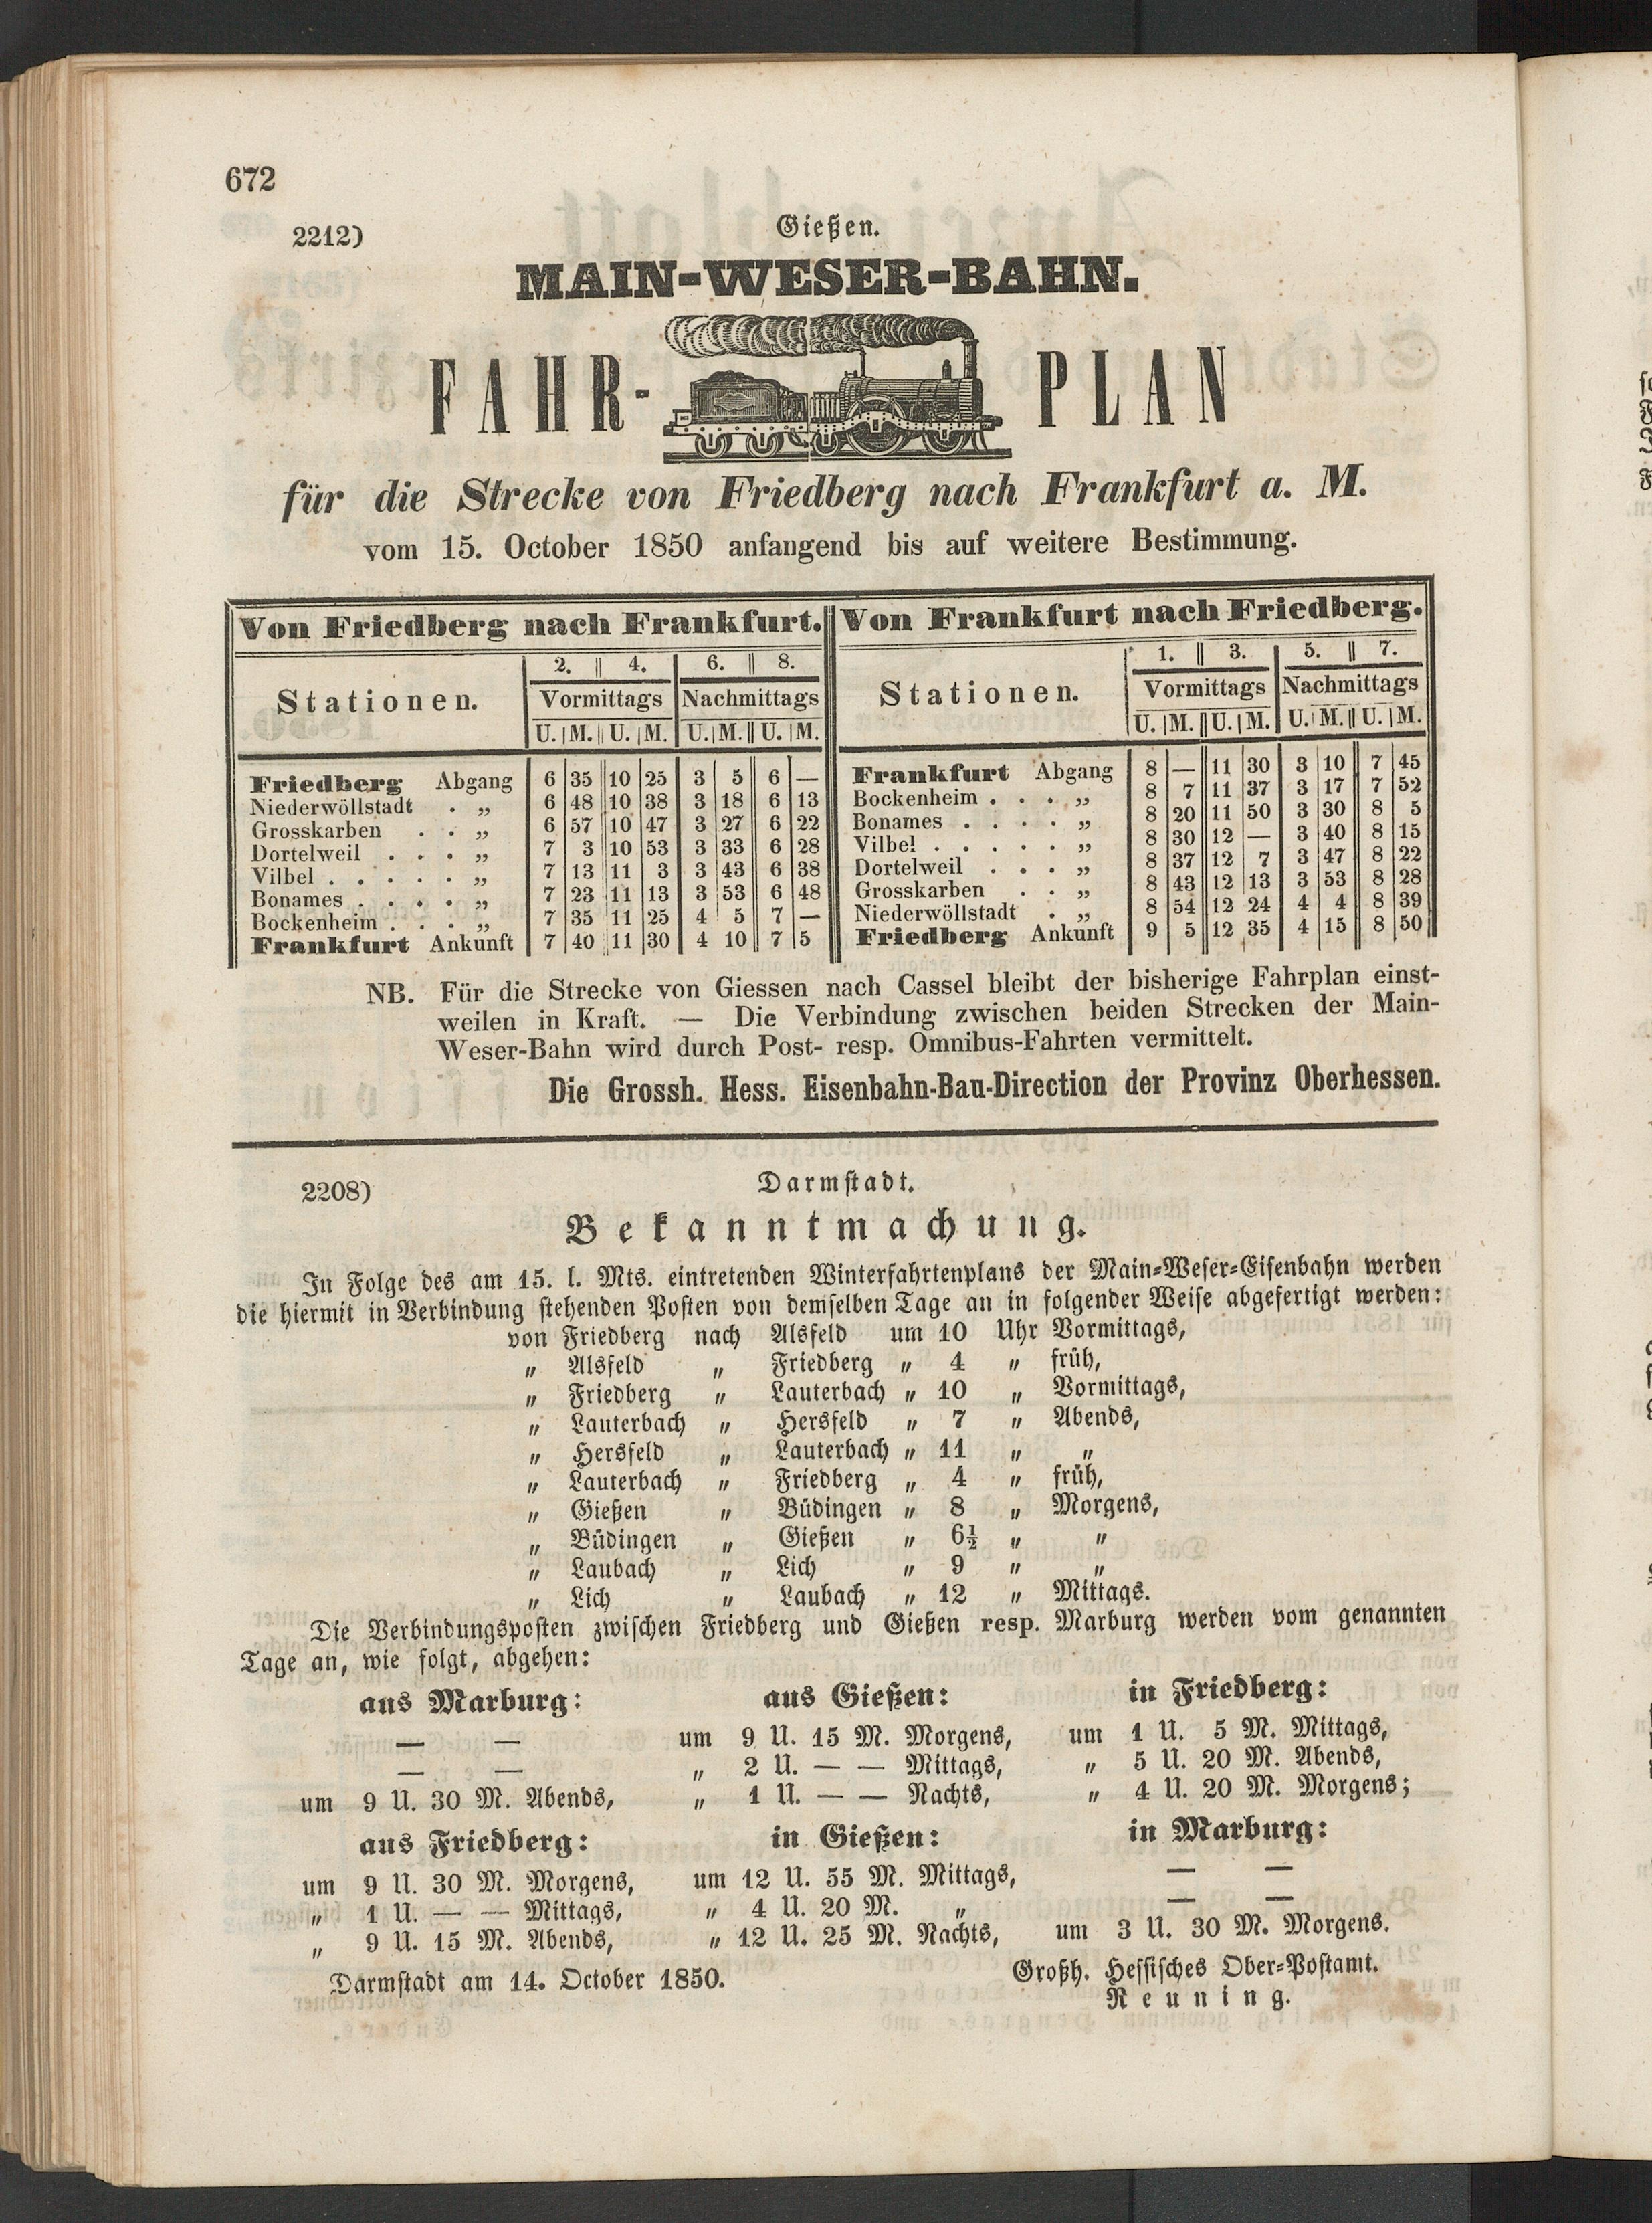 672
2212)
Gießen.
MAIN-WESER-BAHN.
FAHR- PLAN
für die Strecke von Friedberg nach Frankfurt a. M.
vom 15. October 1850 anfangend bis auf weitere Bestimmung.
Von Friedberg nach Frankfurt.
Stationen. 2. 4. 6. 8.
Vormittags Nachmittags
U. M. U. M. U. M. U. M.
Friedberg Abgang 6 35 10 25 3 5 6 —
Niederwöllstadt . „ 6 48 10 38 3 18 6 13
Grosskarben . . „ 6 57 10 47 3 27 6 22
Dortelweil . . . „ 7 3 10 53 3 33 6 28
Vilbel . . . . . „ 7 13 11 3 3 43 6 38
Bonames . . . . „ 7 23 11 13 3 53 6 48
Bockenheim . . . „ 7 35 11 25 4 5 7 —
Frankfurt Ankunft 7 40 11 30 4 10 7 5
Von Frankfurt nach Friedberg.
Stationen. 1. 3. 5. 7.
Vormittags Nachmittags
U. M. U. M. U. M. U. M.
Frankfurt Abgang 8 — 11 30 3 10 7 45
Bockenheim . . . „ 8 7 11 37 3 17 7 52
Bonames . . . . „ 8 20 11 50 3 30 8 5
Vilbel . . . . . „ 8 30 12 — 3 40 8 15
Dortelweil . . . „ 8 37 12 7 3 47 8 22
Grosskarben . . „ 8 43 12 13 3 53 8 28
Niederwöllstadt . „ 8 54 12 24 4 4 8 39
Friedberg Ankunft 9 5 12 35 4 15 8 50
NB. Für die Strecke von Giessen nach Cassel bleibt der bisherige Fahrplan einst-
weilen in Kraft. — Die Verbindung zwischen beiden Strecken der Main-
Weser-Bahn wird durch Post- resp. Omnibus-Fahrten vermittelt.
Die Grossh. Hess. Eisenbahn-Bau-Direction der Provinz Oberhessen.
2208)
Darmstadt.
Bekanntmachung.
In Folge des am 15. l. Mts. eintretenden Winterfahrtenplans der Main-Weser-Eisenbahn werden
die hiermit in Verbindung stehenden Posten von demselben Tage an in folgender Weise abgefertigt werden:
von Friedberg nach Alsfeld um 10 Uhr Vormittags,
„ Alsfeld „ Friedberg „ 4 „ früh,
„ Friedberg „ Lauterbach „ 10 „ Vormittags,
„ Lauterbach „ Hersfeld „ 7 „ Abends,
„ Hersfeld „ Lauterbach „ 11 „ „
„ Lauterbach „ Friedberg „ 4 „ früh,
„ Gießen „ Büdingen „ 8 „ Morgens,
„ Büdingen „ Gießen „ 6½ „ „
„ Laubach „ Lich „ 9 „ „
„ Lich „ Laubach „ 12 „ Mittags.
Die Verbindungsposten zwischen Friedberg und Gießen resp. Marburg werden vom genannten
Tage an, wie folgt, abgehen:
aus Marburg: aus Gießen: in Friedberg:
— — um 9 U. 15 M. Morgens, um 1 U. 5 M. Mittags,
— — „ 2 U. — — Mittags, „ 5 U. 20 M. Abends,
um 9 U. 30 M. Abends, „ 1 U. — — Nachts, „ 4 U. 20 M. Morgens;
aus Friedberg: in Gießen: in Marburg:
um 9 U. 30 M. Morgens, um 12 U. 55 M. Mittags, — —
„ 1 U. — — Mittags, „ 4 U. 20 M. „ — —
„ 9 U. 15 M. Abends, „ 12 U. 25 M. Nachts, um 3 U. 30 M. Morgens.
Darmstadt am 14. October 1850.
Großh. Hessisches Ober-Postamt.
Reuning.